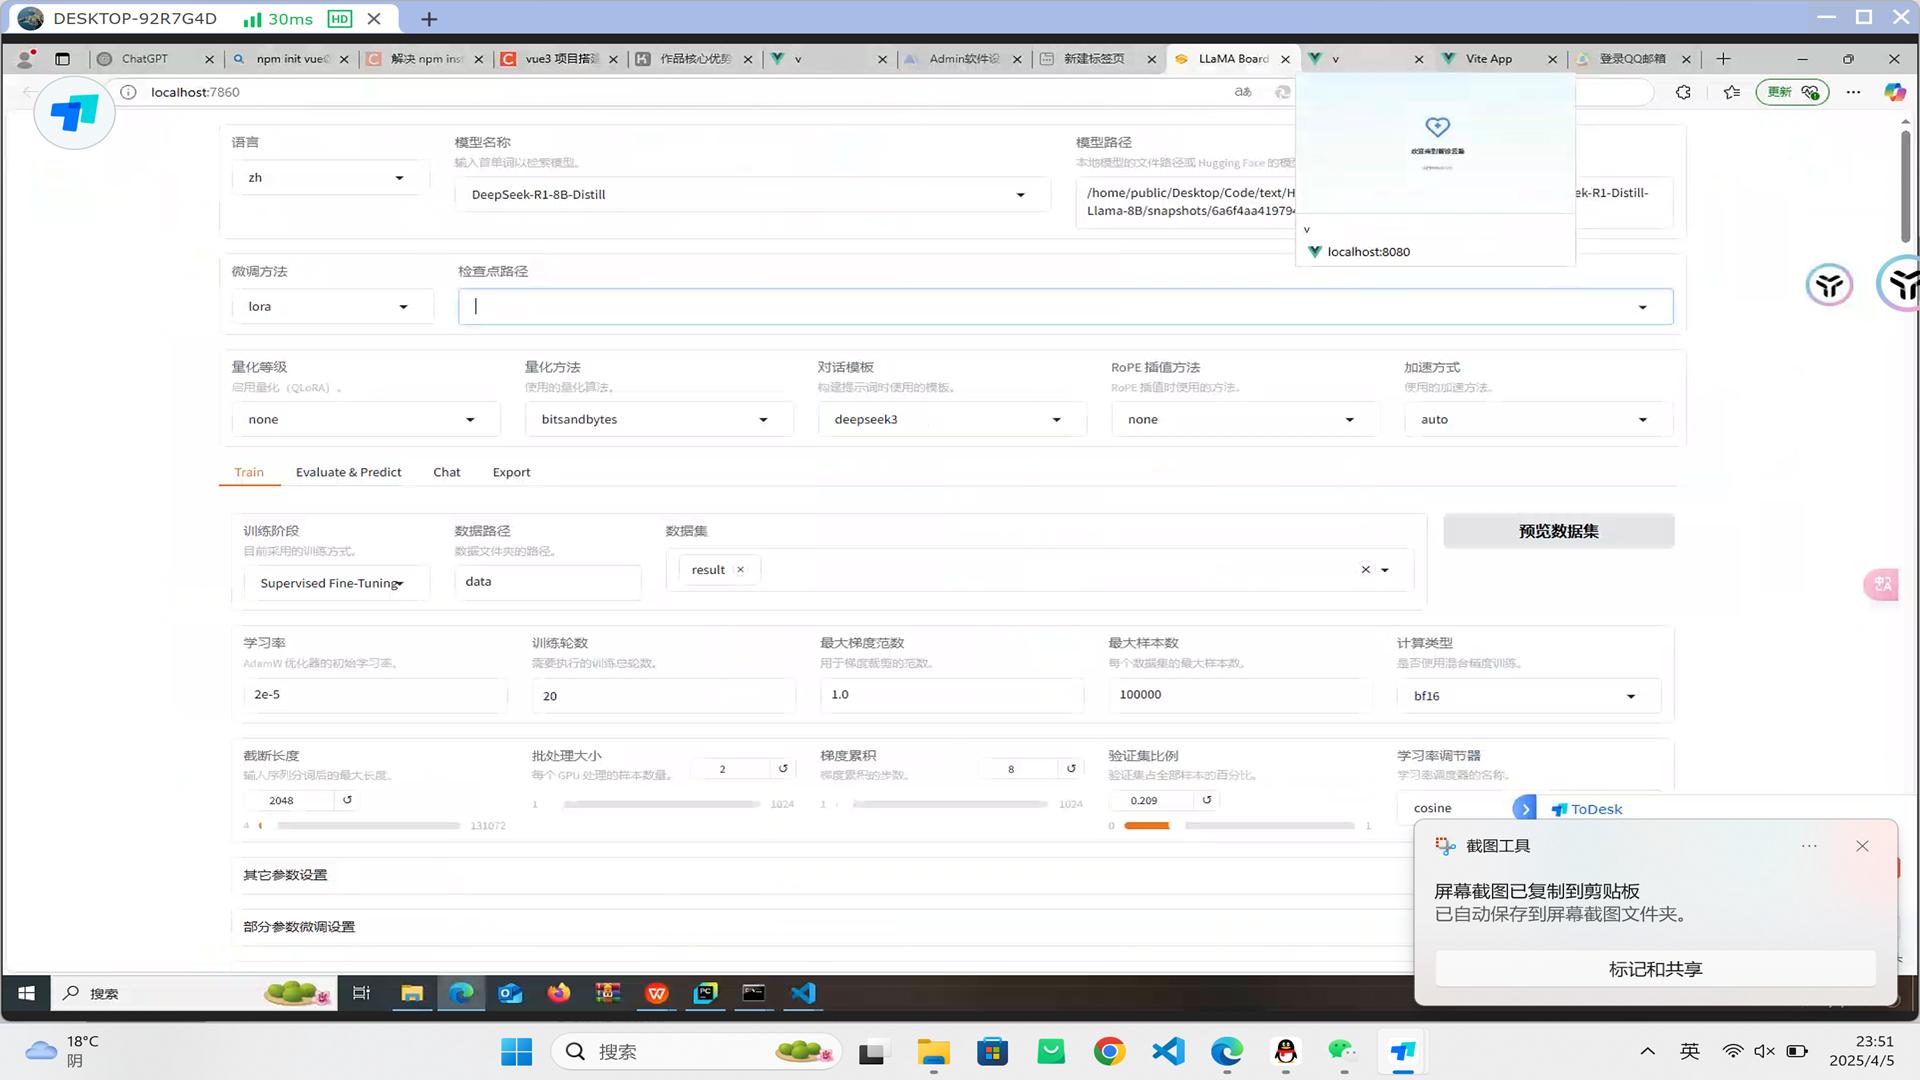 DESKTOP-92R7G4D 30ms HD
ChatGPT
npm init vue@
解决 npm inst
vue3 项目搭建
作品核心优势
v
Admin软件设
新建标签页
LLaMA Board
v
Vite App
登录QQ邮箱
localhost:7860
更新
语言
zh
模型名称
输入首单词以检索模型。
DeepSeek-R1-8B-Distill
模型路径
本地模型的文件路径或 Hugging Face 的模型
/home/public/Desktop/Code/text/H
ek-R1-Distill-
Llama-8B/snapshots/6a6f4aa419794
v
localhost:8080
微调方法
lora
检查点路径
量化等级
启用量化（QLoRA）。
none
量化方法
使用的量化算法。
bitsandbytes
对话模板
构建提示词时使用的模板。
deepseek3
RoPE 插值方法
RoPE 插值时使用的方法。
none
加速方式
使用的加速方法。
auto
Train
Evaluate & Predict
Chat
Export
训练阶段
目前采用的训练方式。
Supervised Fine-Tuning
数据路径
数据文件夹的路径。
data
数据集
result
预览数据集
学习率
AdamW 优化器的初始学习率。
2e-5
训练轮数
需要执行的训练总轮数。
20
最大梯度范数
用于梯度裁剪的范数。
1.0
最大样本数
每个数据集的最大样本数。
100000
计算类型
是否使用混合精度训练。
bf16
截断长度
输入序列分词后的最大长度。
2048
4
131072
批处理大小
每个 GPU 处理的样本数量。
2
1
1024
梯度累积
梯度累积的步数。
8
1
1024
验证集比例
验证集占全部样本的百分比。
0.209
0
1
学习率调节器
学习率调度器的名称。
cosine
ToDesk
其它参数设置
部分参数微调设置
截图工具
屏幕截图已复制到剪贴板
已自动保存到屏幕截图文件夹。
标记和共享
搜索
18°C
阴
搜索
英
23:51
2025/4/5